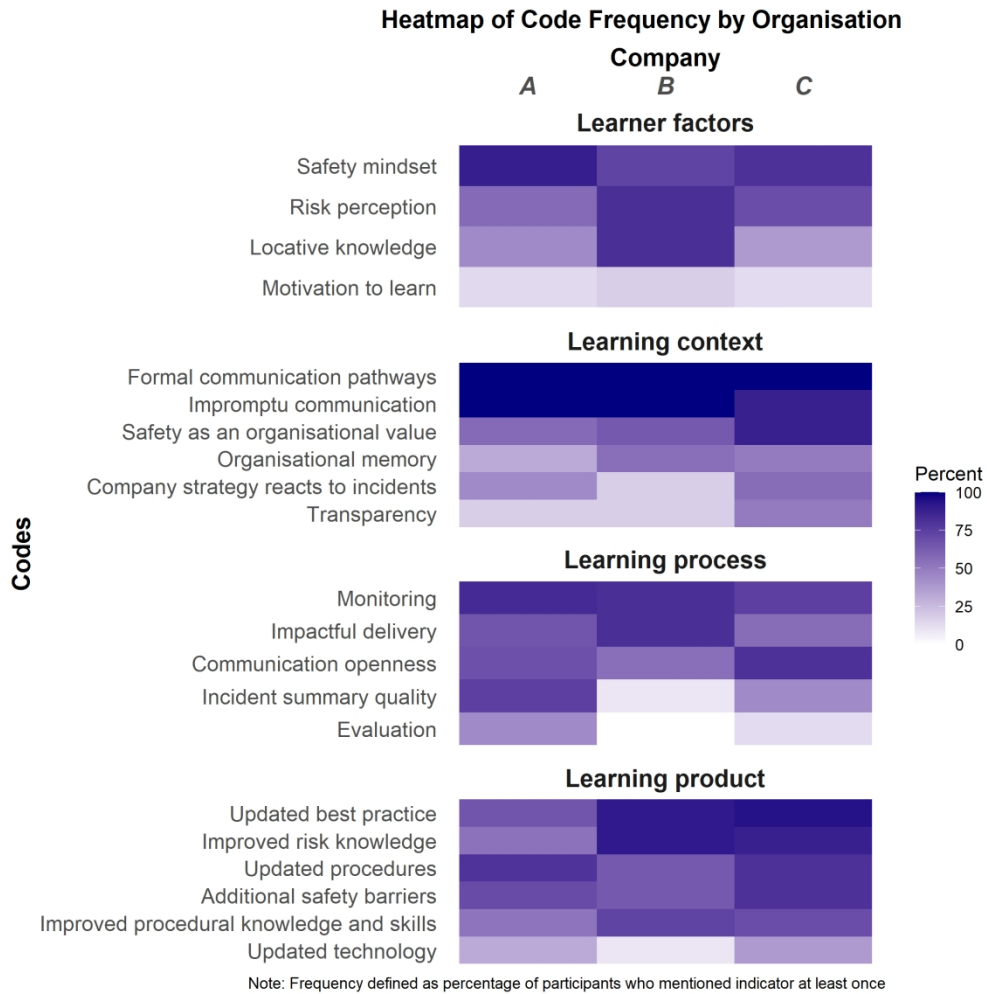 Heatmap of Code Frequency by Organisation
Company
A B C
Learner factors
Safety mindset
Risk perception
Locative knowledge
Motivation to learn
Learning context
Formal communication pathways
Impromptu communication
Safety as an organisational value
Organisational memory
Company strategy reacts to incidents
Transparency
Learning process
Monitoring
Impactful delivery
Communication openness
Incident summary quality
Evaluation
Learning product
Updated best practice
Improved risk knowledge
Updated procedures
Additional safety barriers
Improved procedural knowledge and skills
Updated technology
Codes
Percent
100
75
50
25
0
Note: Frequency defined as percentage of participants who mentioned indicator at least once